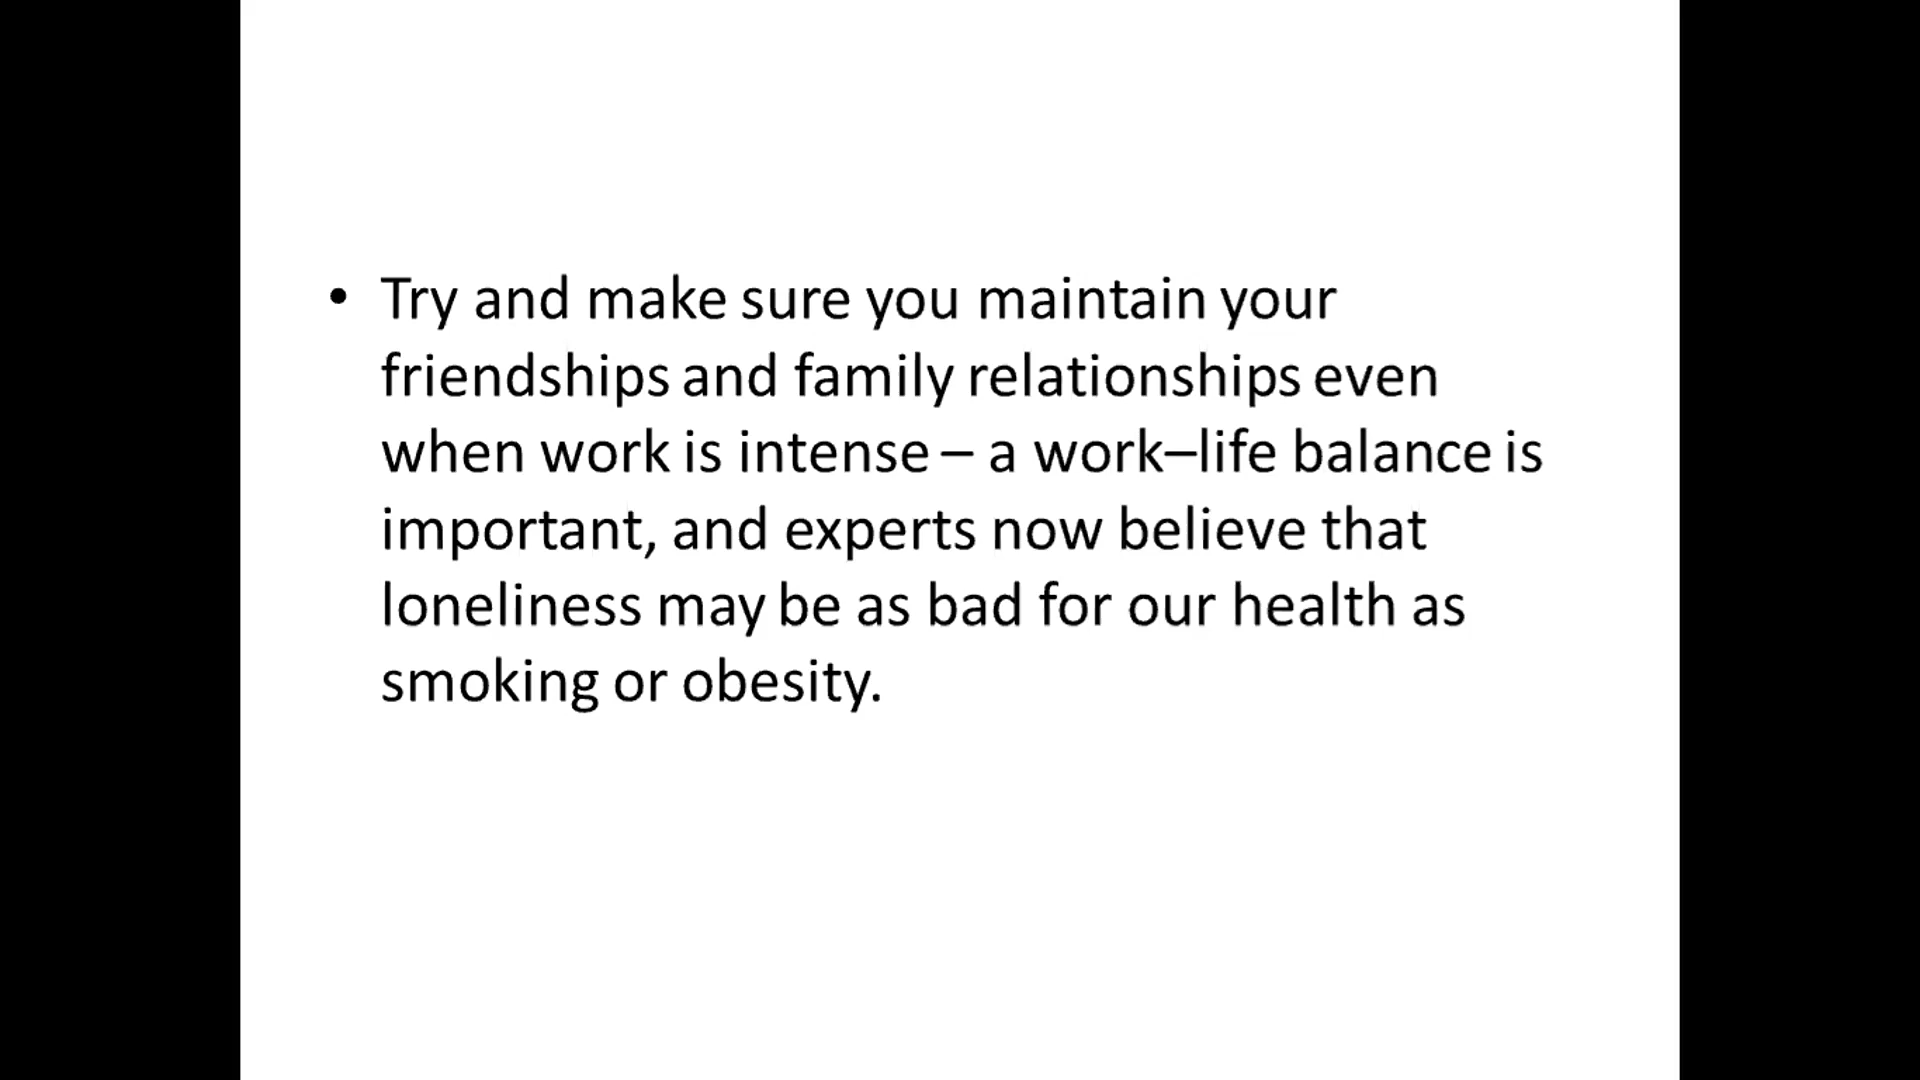 • Try and make sure you maintain your
friendships and family relationships even
when work is intense – a work–life balance is
important, and experts now believe that
loneliness may be as bad for our health as
smoking or obesity.